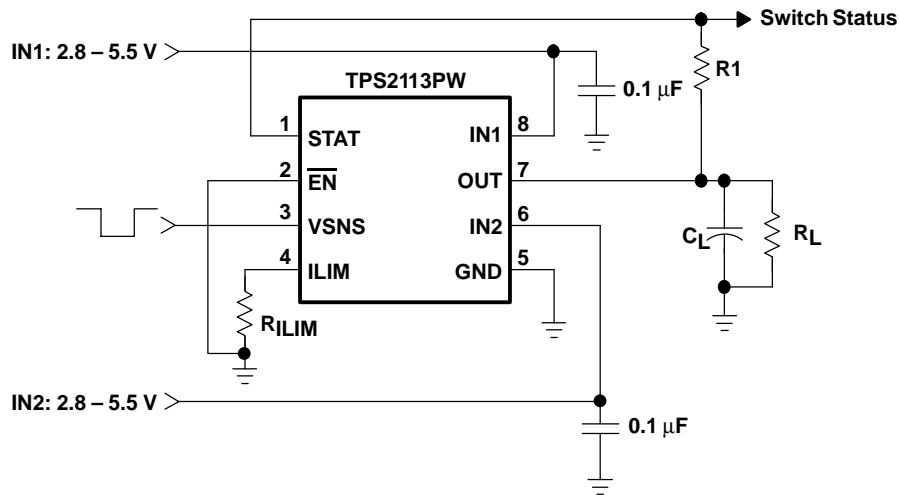 Switch Status
IN1: 2.8 – 5.5 V
R1
TPS2113PW
0.1 µF
1 STAT IN1 8
2 EN OUT 7
3 VSNS IN2 6
4 ILIM GND 5
CL RL
RILIM
IN2: 2.8 – 5.5 V
0.1 µF